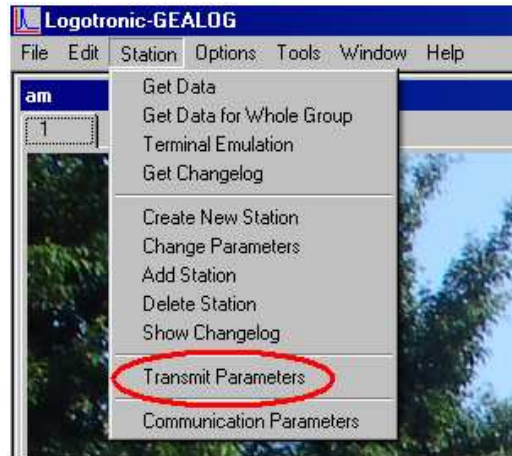 Logotronic-GEALOG
File Edit Station Options Tools Window Help
am
1
Get Data
Get Data for Whole Group
Terminal Emulation
Get Changelog
Create New Station
Change Parameters
Add Station
Delete Station
Show Changelog
Transmit Parameters
Communication Parameters